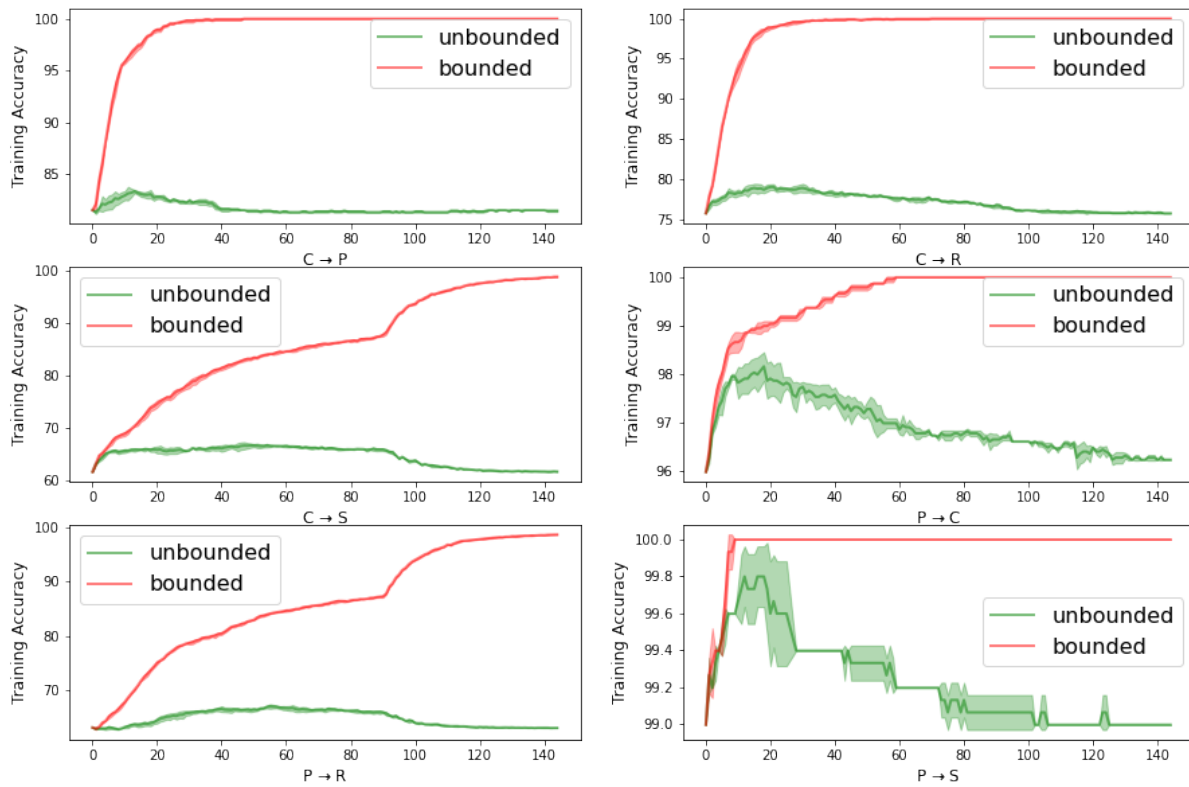 100
95
90
85
Training Accuracy
unbounded
bounded
0 20 40 60 80 100 120 140
C → P
100
95
90
85
80
75
Training Accuracy
unbounded
bounded
0 20 40 60 80 100 120 140
C → R
100
90
80
70
60
Training Accuracy
unbounded
bounded
0 20 40 60 80 100 120 140
C → S
100
99
98
97
96
Training Accuracy
unbounded
bounded
0 20 40 60 80 100 120 140
P → C
100
90
80
70
Training Accuracy
unbounded
bounded
0 20 40 60 80 100 120 140
P → R
100.0
99.8
99.6
99.4
99.2
99.0
Training Accuracy
unbounded
bounded
0 20 40 60 80 100 120 140
P → S